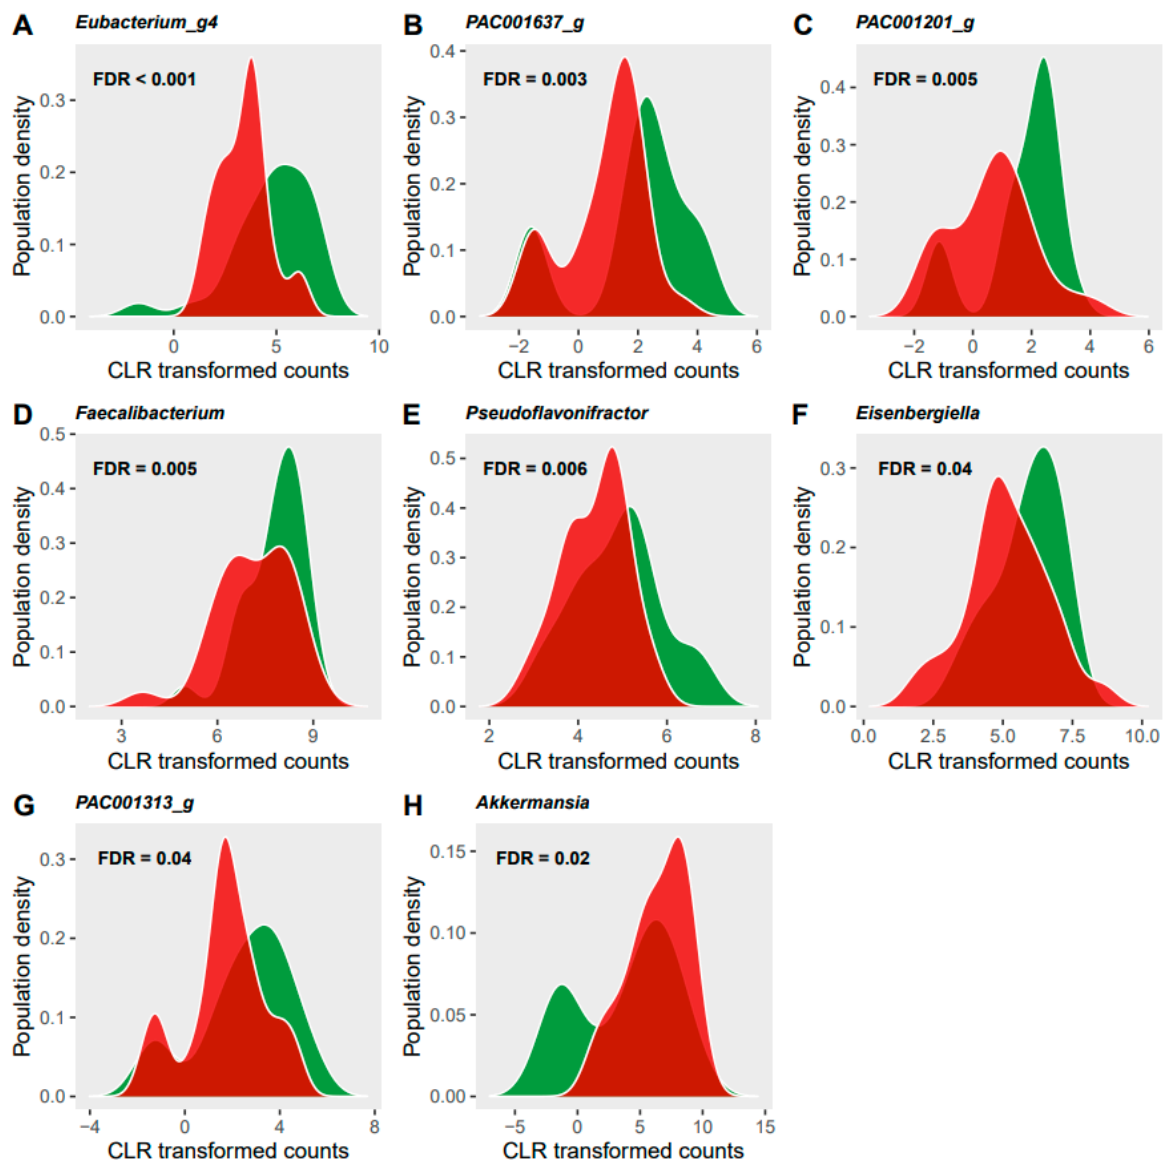 A Eubacterium_g4
FDR < 0.001
Population density
0.3
0.2
0.1
0.0
0 5 10
CLR transformed counts
B PAC001637_g
FDR = 0.003
Population density
0.4
0.3
0.2
0.1
0.0
−2 0 2 4 6
CLR transformed counts
C PAC001201_g
FDR = 0.005
Population density
0.4
0.3
0.2
0.1
0.0
−2 0 2 4 6
CLR transformed counts
D Faecalibacterium
FDR = 0.005
Population density
0.5
0.4
0.3
0.2
0.1
0.0
3 6 9
CLR transformed counts
E Pseudoflavonifractor
FDR = 0.006
Population density
0.5
0.4
0.3
0.2
0.1
0.0
2 4 6 8
CLR transformed counts
F Eisenbergiella
FDR = 0.04
Population density
0.3
0.2
0.1
0.0
0.0 2.5 5.0 7.5 10.0
CLR transformed counts
G PAC001313_g
FDR = 0.04
Population density
0.3
0.2
0.1
0.0
−4 0 4 8
CLR transformed counts
H Akkermansia
FDR = 0.02
Population density
0.15
0.10
0.05
0.00
−5 0 5 10 15
CLR transformed counts